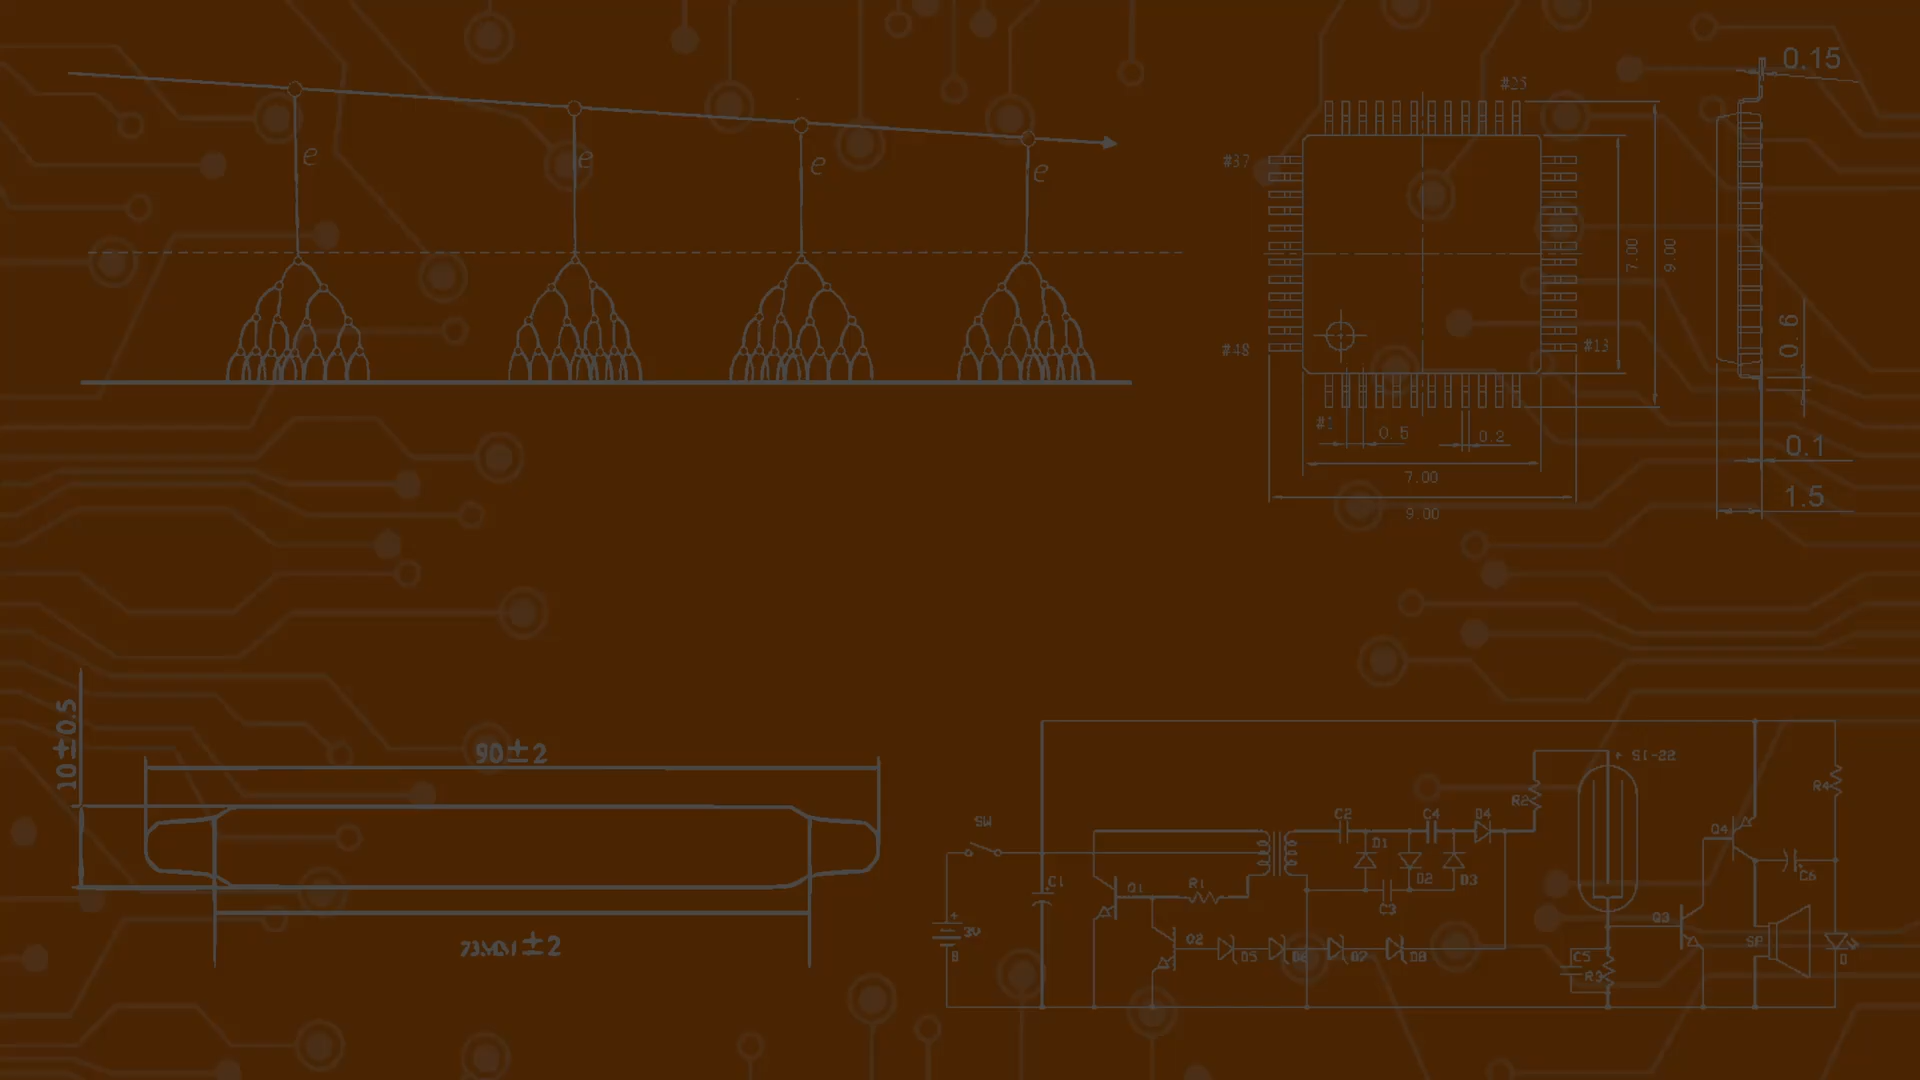 e
e
e
e
#25
#37
#48
#13
#1
7.00
9.00
0.5
0.2
7.00
9.00
0.15
0.6
0.1
1.5
10±0.5
90±2
±2
SW
3V
B
C1
Q1
R1
Q2
C2
D1
D2
C3
C4
D3
D4
D5
D6
D7
D8
R2
+ SI-22
C5
R3
Q3
Q4
SP
C6
R4
D